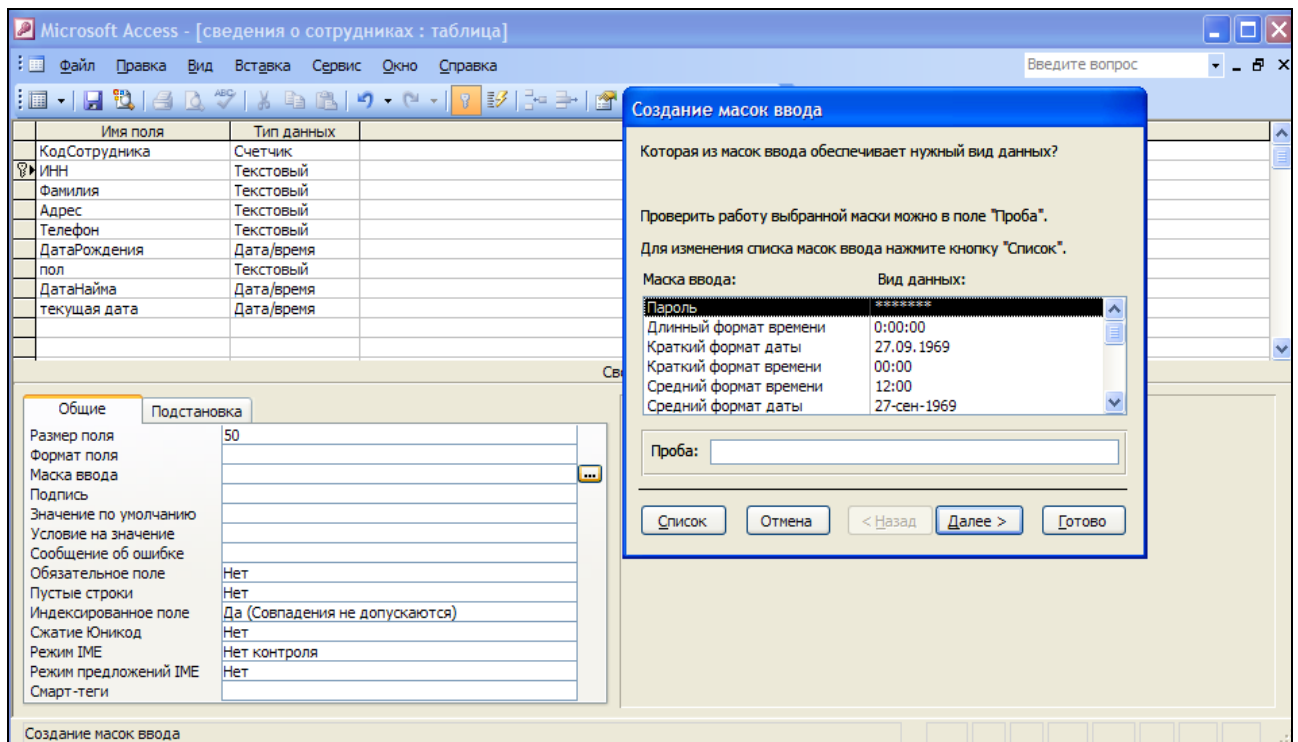 Microsoft Access - [сведения о сотрудниках : таблица]
Файл Правка Вид Вставка Сервис Окно Справка
Введите вопрос
Имя поля Тип данных
КодСотрудника Счетчик
ИНН Текстовый
Фамилия Текстовый
Адрес Текстовый
Телефон Текстовый
ДатаРождения Дата/время
пол Текстовый
ДатаНайма Дата/время
текущая дата Дата/время
Св
Общие Подстановка
Размер поля 50
Формат поля
Маска ввода ...
Подпись
Значение по умолчанию
Условие на значение
Сообщение об ошибке
Обязательное поле Нет
Пустые строки Нет
Индексированное поле Да (Совпадения не допускаются)
Сжатие Юникод Нет
Режим IME Нет контроля
Режим предложений IME Нет
Смарт-теги
Создание масок ввода
Которая из масок ввода обеспечивает нужный вид данных?
Проверить работу выбранной маски можно в поле "Проба".
Для изменения списка масок ввода нажмите кнопку "Список".
Маска ввода: Вид данных:
Пароль *******
Длинный формат времени 0:00:00
Краткий формат даты 27.09.1969
Краткий формат времени 00:00
Средний формат времени 12:00
Средний формат даты 27-сен-1969
Проба:
Список Отмена < Назад Далее > Готово
Создание масок ввода